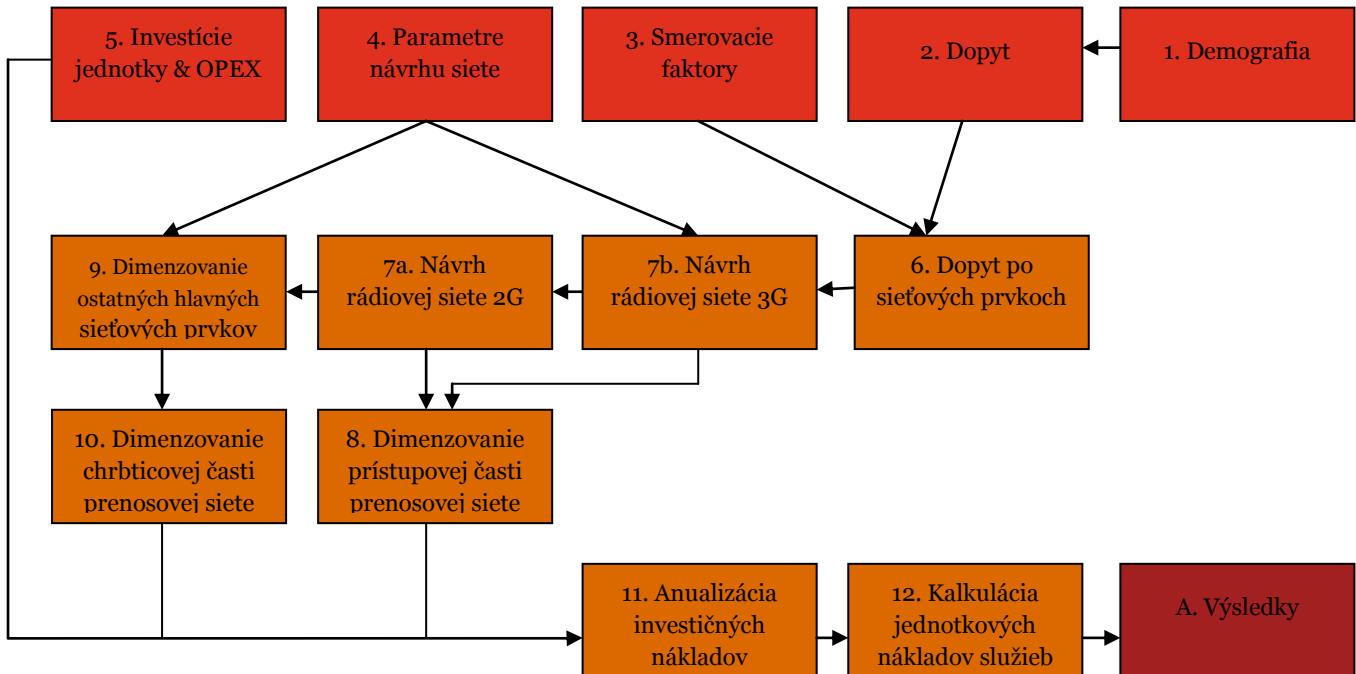 5. Investície
jednotky & OPEX
4. Parametre
návrhu siete
3. Smerovacie
faktory
2. Dopyt
1. Demografia
9. Dimenzovanie
ostatných hlavných
sieťových prvkov
7a. Návrh
rádiovej siete 2G
7b. Návrh
rádiovej siete 3G
6. Dopyt po
sieťových prvkoch
10. Dimenzovanie
chrbticovej časti
prenosovej siete
8. Dimenzovanie
prístupovej časti
prenosovej siete
11. Anualizácia
investičných
nákladov
12. Kalkulácia
jednotkových
nákladov služieb
A. Výsledky